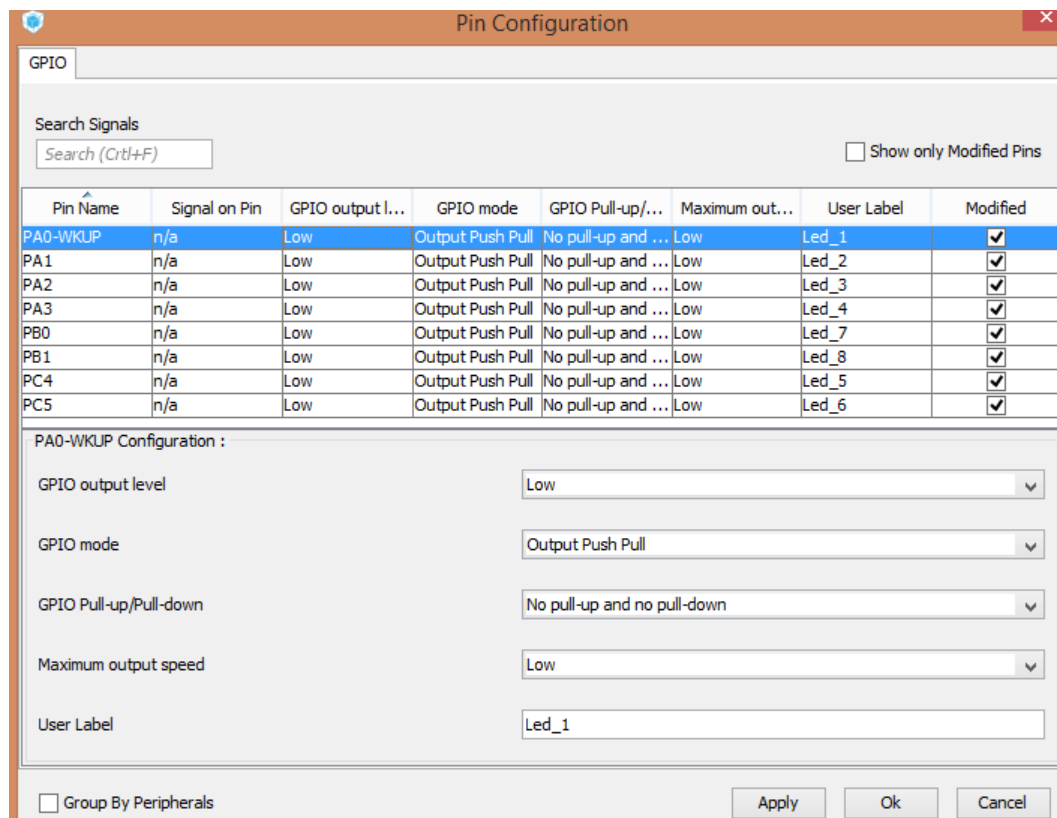 Pin Configuration
GPIO
Search Signals
Search (Crtl+F)
Show only Modified Pins
Pin Name Signal on Pin GPIO output l... GPIO mode GPIO Pull-up/... Maximum out... User Label Modified
PA0-WKUP n/a Low Output Push Pull No pull-up and ... Low Led_1
PA1 n/a Low Output Push Pull No pull-up and ... Low Led_2
PA2 n/a Low Output Push Pull No pull-up and ... Low Led_3
PA3 n/a Low Output Push Pull No pull-up and ... Low Led_4
PB0 n/a Low Output Push Pull No pull-up and ... Low Led_7
PB1 n/a Low Output Push Pull No pull-up and ... Low Led_8
PC4 n/a Low Output Push Pull No pull-up and ... Low Led_5
PC5 n/a Low Output Push Pull No pull-up and ... Low Led_6
PA0-WKUP Configuration :
GPIO output level Low
GPIO mode Output Push Pull
GPIO Pull-up/Pull-down No pull-up and no pull-down
Maximum output speed Low
User Label Led_1
Group By Peripherals Apply Ok Cancel